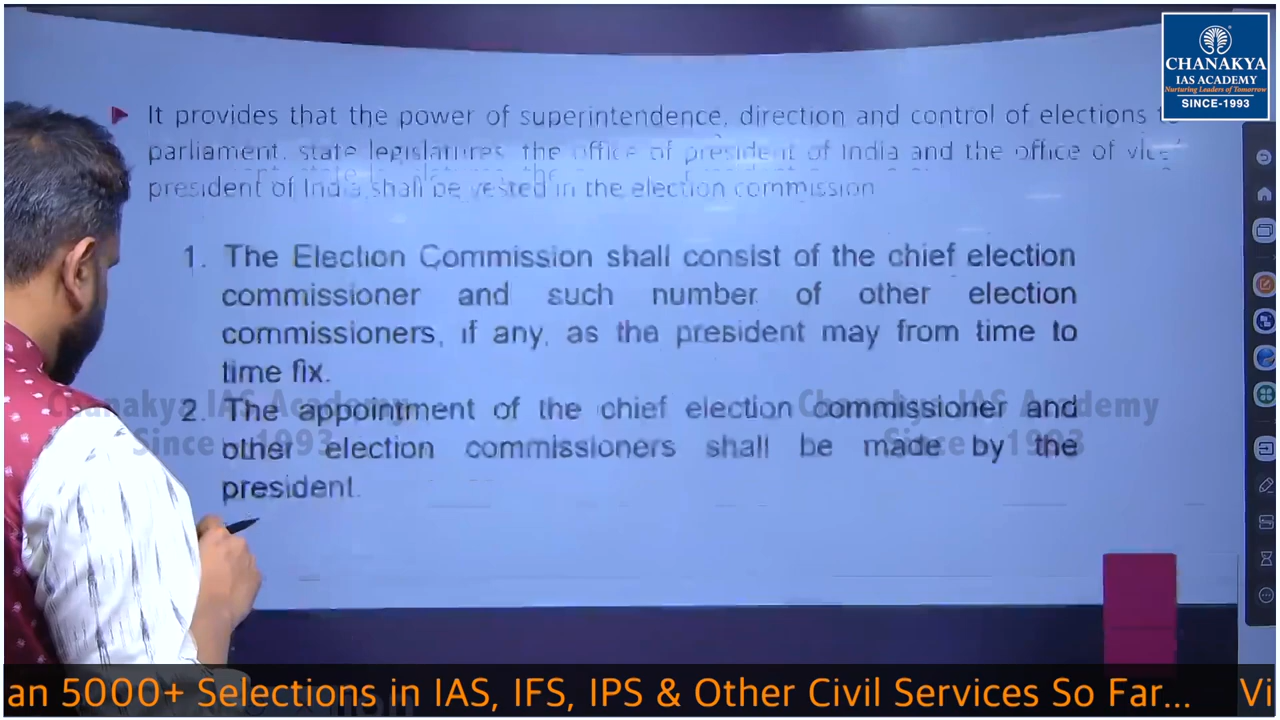 CHANAKYA
IAS ACADEMY
Nurturing Leaders of Tomorrow
SINCE-1993
It provides that the power of superintendence, direction and control of elections to
parliament, state legislatures, the office of president of India and the office of vice
president of India shall be vested in the election commission
1. The Election Commission shall consist of the chief election
commissioner and such number of other election
commissioners, if any, as the president may from time to
time fix.
2. The appointment of the chief election commissioner and
other election commissioners shall be made by the
president.
Chanakya IAS Academy
Since 1993
Chanakya IAS Academy
Since 1993
an 5000+ Selections in IAS, IFS, IPS & Other Civil Services So Far... Vi